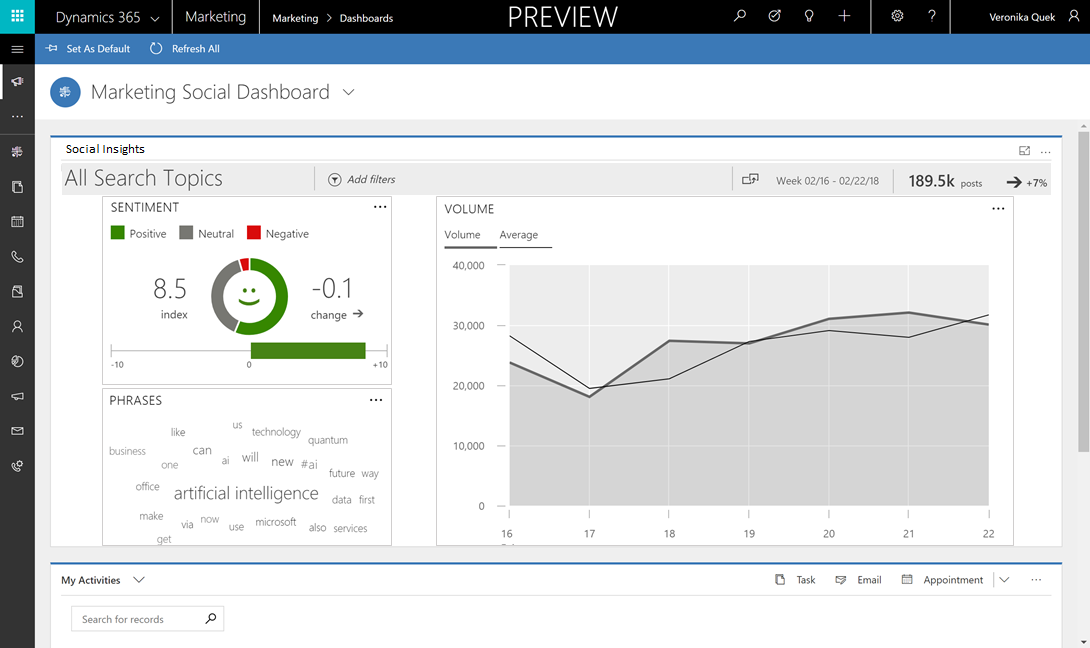 Dynamics 365 Marketing Marketing > Dashboards PREVIEW ? Veronika Quek
Set As Default Refresh All
Marketing Social Dashboard
Social Insights
All Search Topics Add filters Week 02/16 - 02/22/18 189.5k posts +7%
SENTIMENT
Positive Neutral Negative
8.5 -0.1
index change
-10 0 +10
PHRASES
us
like technology
quantum
business can
one ai will new #ai
future way
office artificial intelligence
data first
make via now use microsoft also services
get
VOLUME
Volume Average
40,000
30,000
20,000
10,000
0
16 17 18 19 20 21 22
My Activities Task Email Appointment
Search for records